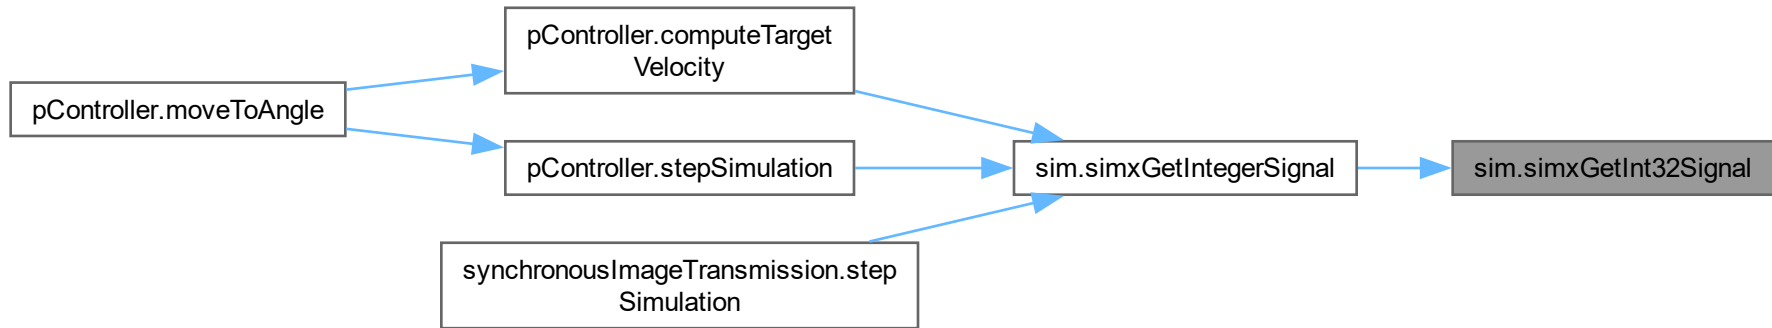 pController.moveToAngle
pController.computeTarget
Velocity
pController.stepSimulation
synchronousImageTransmission.step
Simulation
sim.simxGetIntegerSignal
sim.simxGetInt32Signal